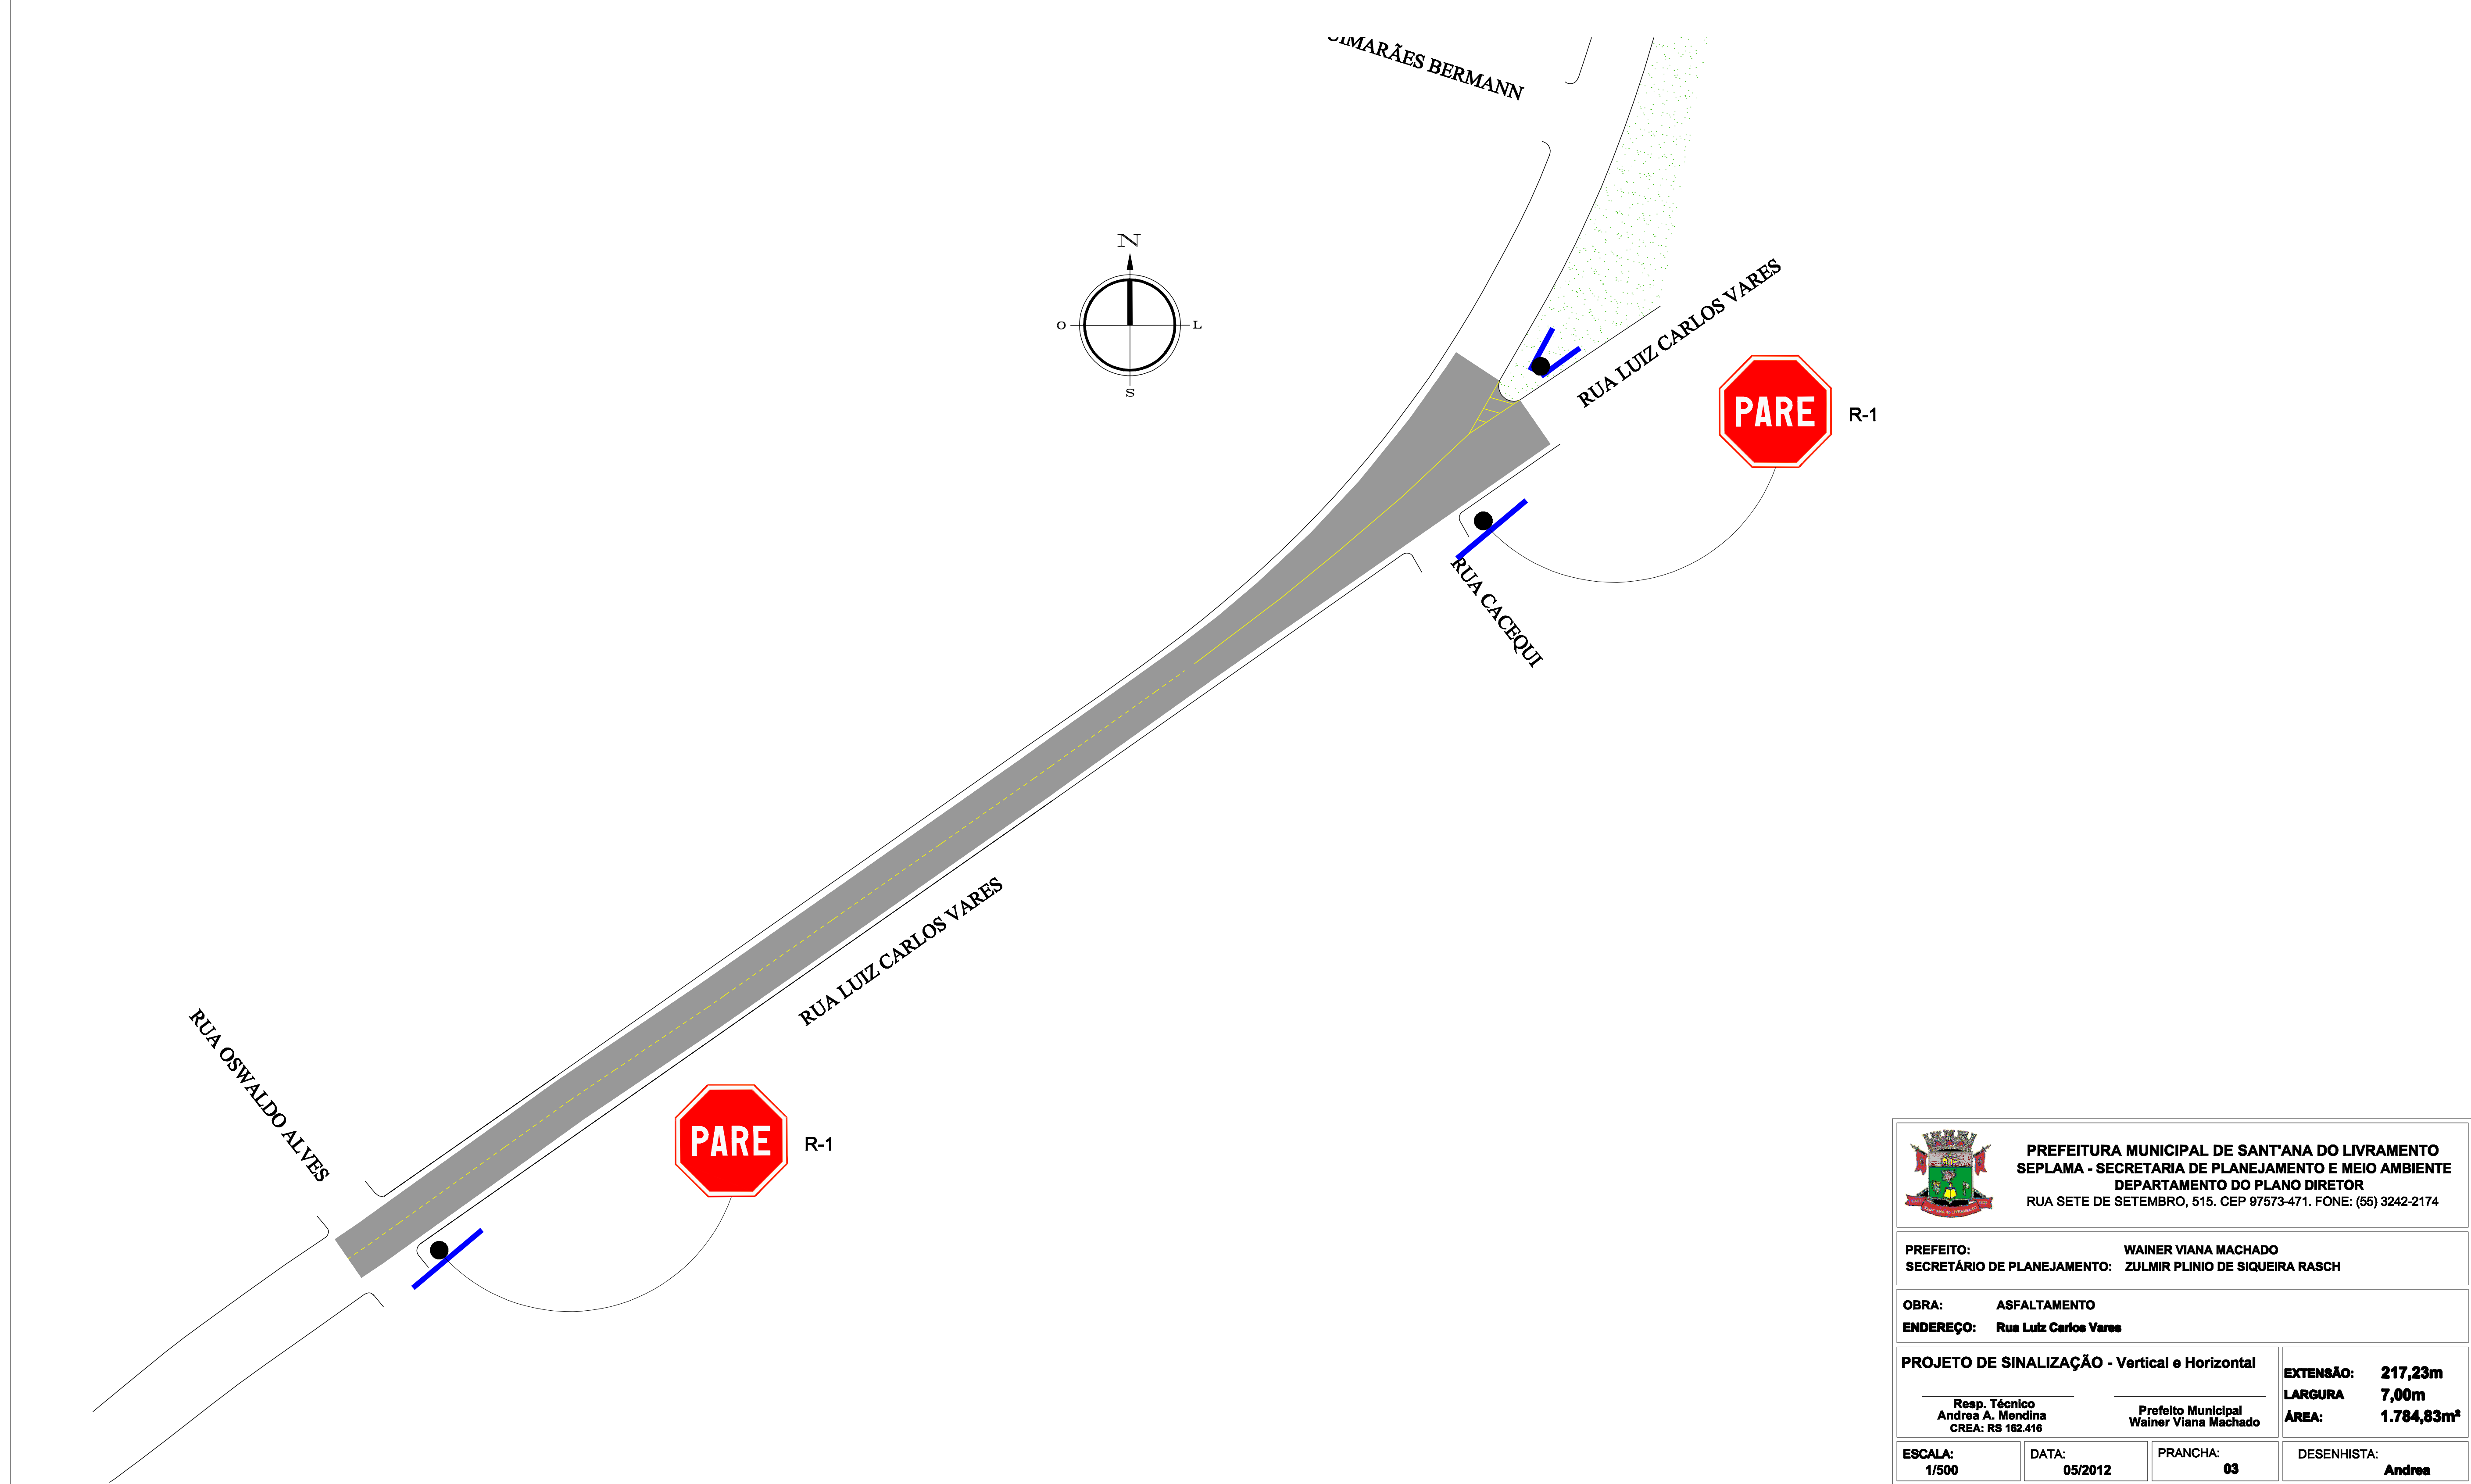 GUIMARÃES BERMANN
N
O
L
S
RUA LUIZ CARLOS VARES
PARE
R-1
RUA CACEQUI
RUA LUIZ CARLOS VARES
RUA OSWALDO ALVES
PARE
R-1
PREFEITURA MUNICIPAL DE SANT'ANA DO LIVRAMENTO
SEPLAMA - SECRETARIA DE PLANEJAMENTO E MEIO AMBIENTE
DEPARTAMENTO DO PLANO DIRETOR
RUA SETE DE SETEMBRO, 515. CEP 97573-471. FONE: (55) 3242-2174
PREFEITO: WAINER VIANA MACHADO
SECRETÁRIO DE PLANEJAMENTO: ZULMIR PLINIO DE SIQUEIRA RASCH
OBRA: ASFALTAMENTO
ENDEREÇO: Rua Luiz Carlos Vares
PROJETO DE SINALIZAÇÃO - Vertical e Horizontal
Resp. Técnico
Andrea A. Mendina
CREA: RS 162.416
Prefeito Municipal
Wainer Viana Machado
EXTENSÃO: 217,23m
LARGURA 7,00m
ÁREA: 1.784,83m²
ESCALA:
1/500
DATA:
05/2012
PRANCHA:
03
DESENHISTA:
Andrea